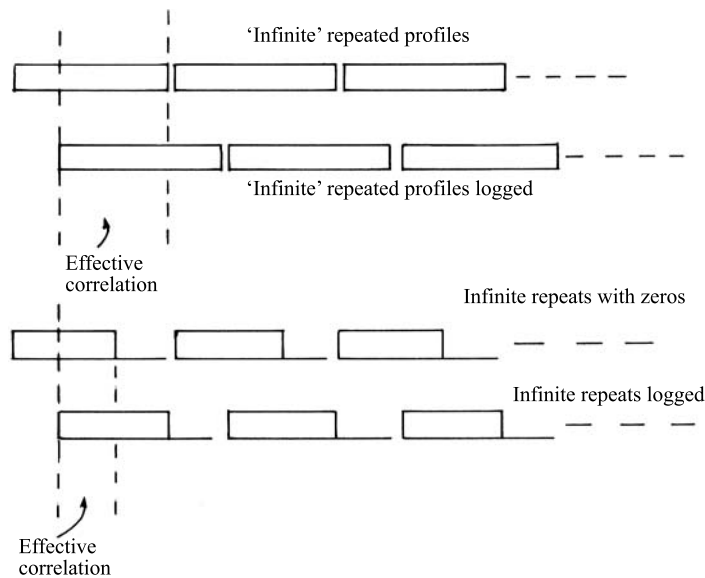 ‘Infinite’ repeated profiles
‘Infinite’ repeated profiles logged
Effective
correlation
Infinite repeats with zeros
Infinite repeats logged
Effective
correlation